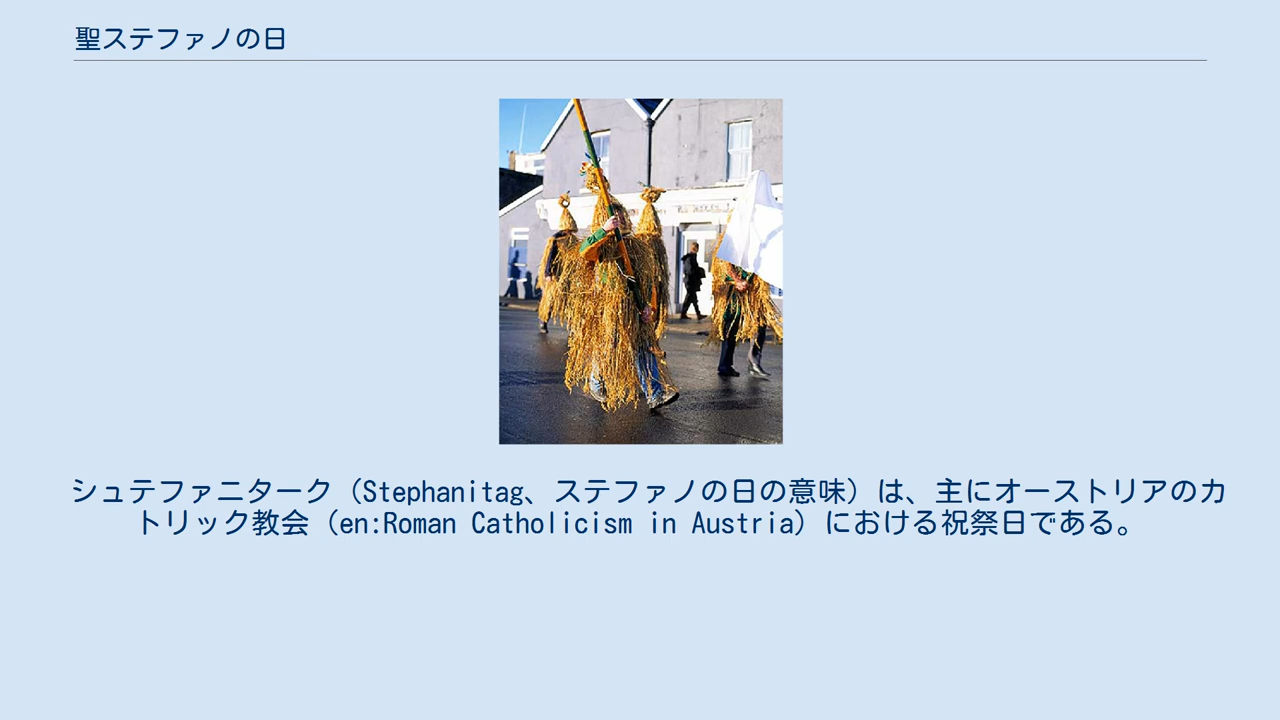 聖ステファノの日
シュテファニターク（Stephanitag、ステファノの日の意味）は、主にオーストリアのカ
トリック教会（en:Roman Catholicism in Austria）における祝祭日である。